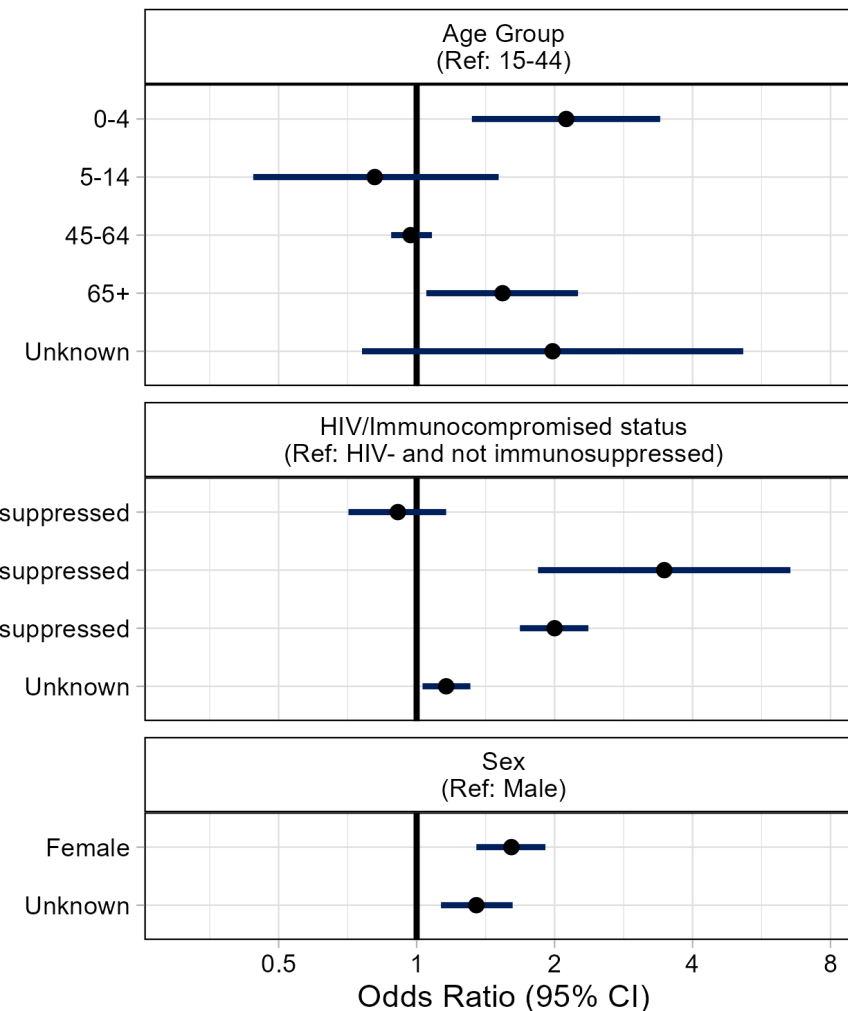 Age Group
(Ref: 15-44)
0-4
5-14
45-64
65+
Unknown
HIV/Immunocompromised status
(Ref: HIV- and not immunosuppressed)
suppressed
suppressed
suppressed
Unknown
Sex
(Ref: Male)
Female
Unknown
0.5 1 2 4 8
Odds Ratio (95% CI)